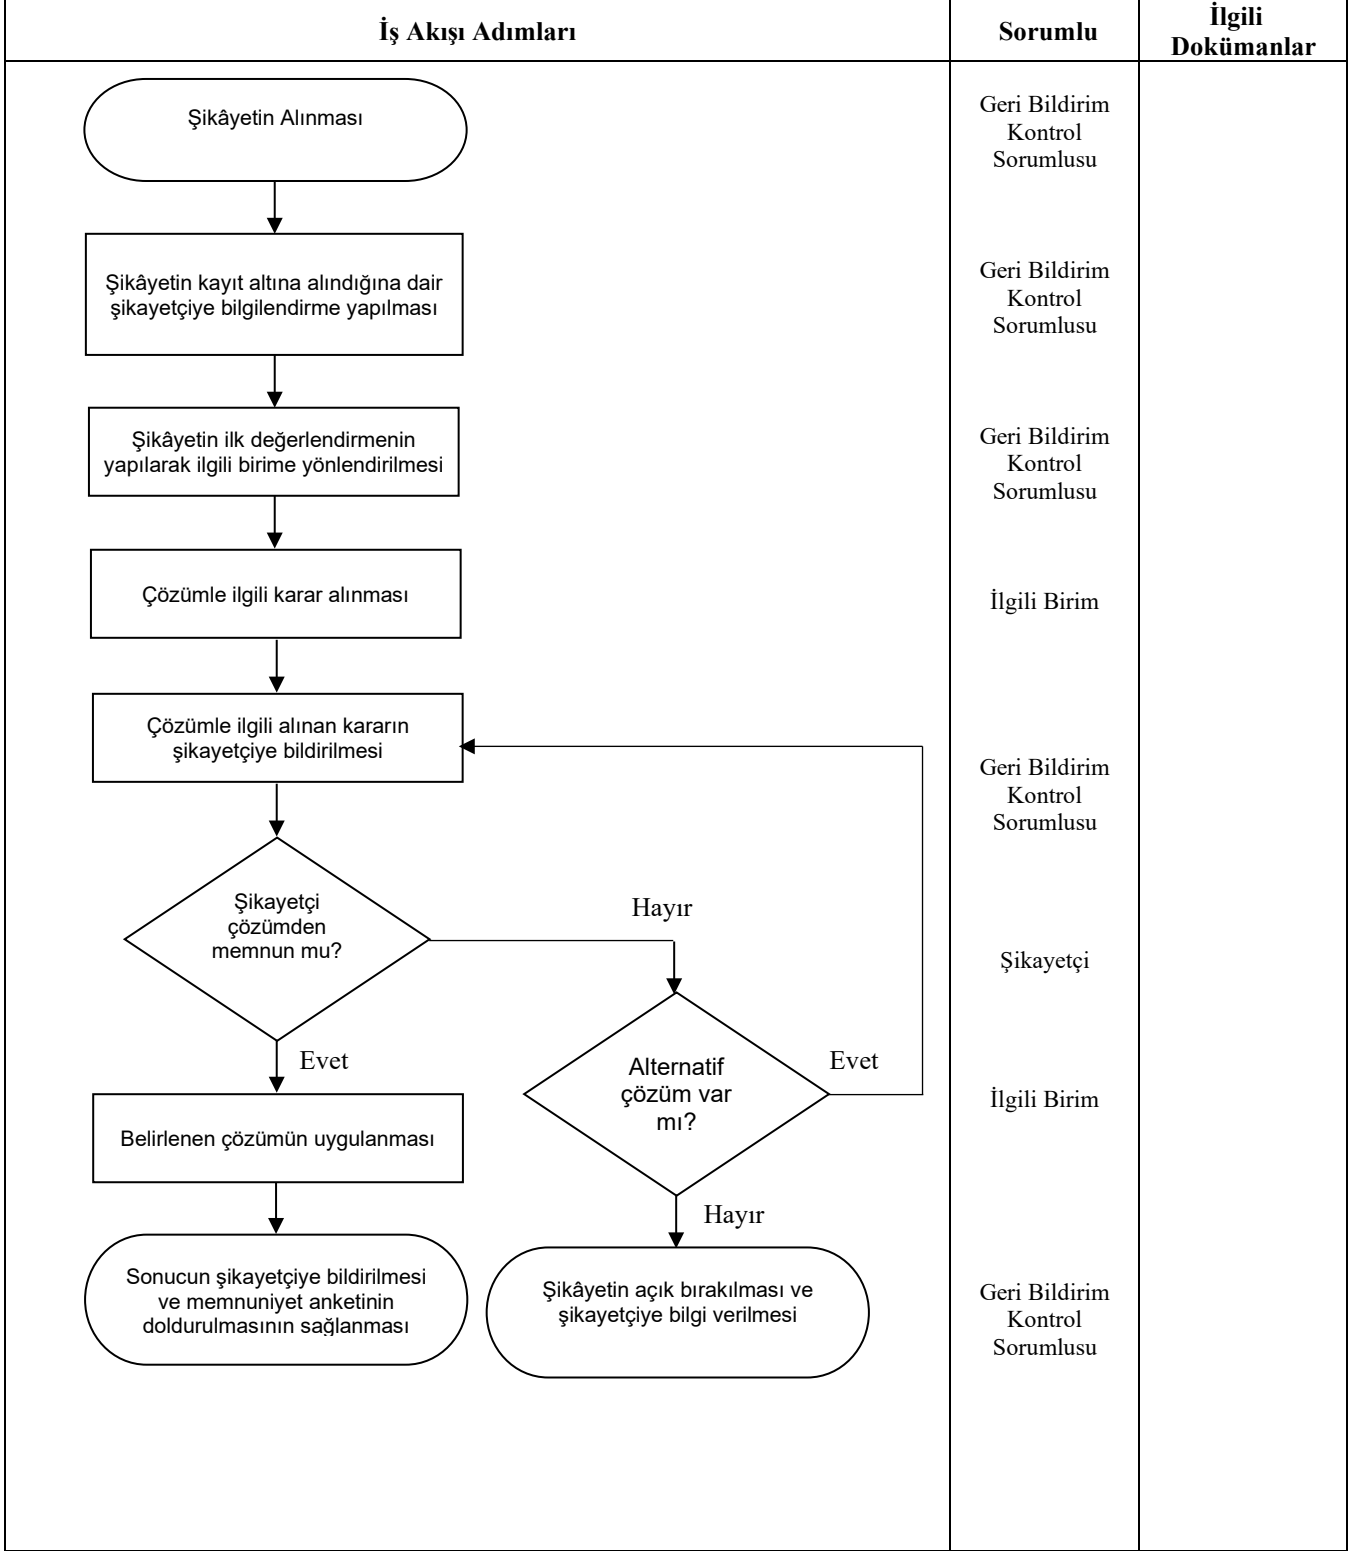 İş Akışı Adımları
Sorumlu
İlgili
Dokümanlar
Şikâyetin Alınması
Geri Bildirim
Kontrol
Sorumlusu
Şikâyetin kayıt altına alındığına dair
şikayetçiye bilgilendirme yapılması
Geri Bildirim
Kontrol
Sorumlusu
Şikâyetin ilk değerlendirmenin
yapılarak ilgili birime yönlendirilmesi
Geri Bildirim
Kontrol
Sorumlusu
Çözümle ilgili karar alınması
İlgili Birim
Çözümle ilgili alınan kararın
şikayetçiye bildirilmesi
Geri Bildirim
Kontrol
Sorumlusu
Şikayetçi
çözümden
memnun mu?
Hayır
Şikayetçi
Evet
Alternatif
çözüm var
mı?
Evet
İlgili Birim
Belirlenen çözümün uygulanması
Hayır
Sonucun şikayetçiye bildirilmesi
ve memnuniyet anketinin
doldurulmasının sağlanması
Şikâyetin açık bırakılması ve
şikayetçiye bilgi verilmesi
Geri Bildirim
Kontrol
Sorumlusu